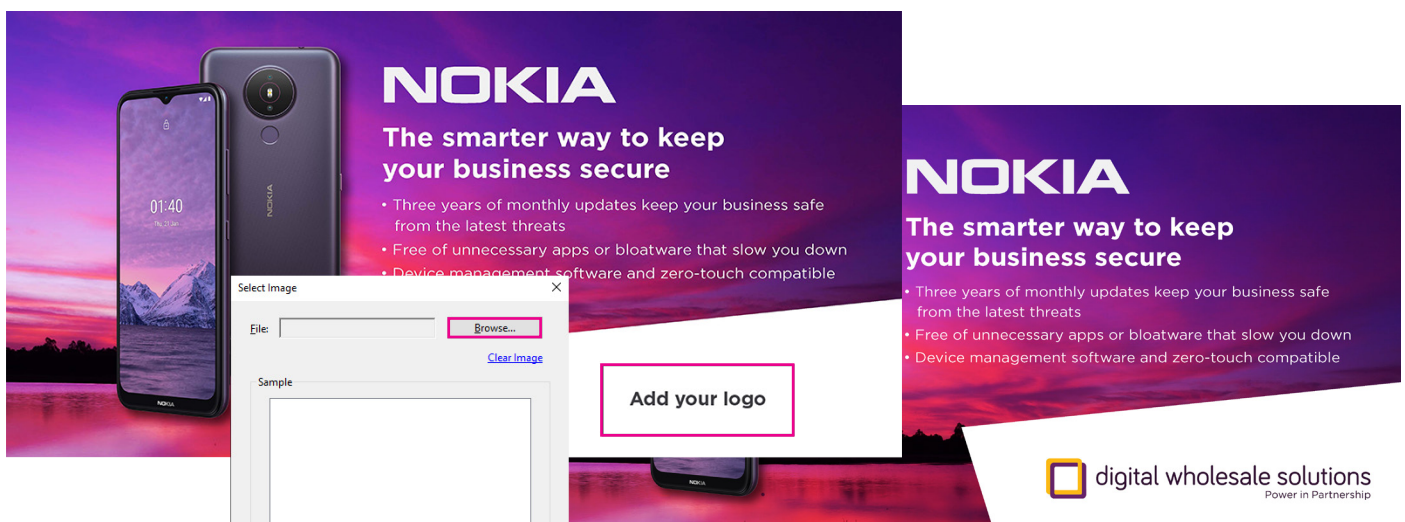 NOKIA
The smarter way to keep
your business secure
• Three years of monthly updates keep your business safe
from the latest threats
• Free of unnecessary apps or bloatware that slow you down
• Device management software and zero-touch compatible
01:40
Thu, 21 Jan
NOKIA
NOKIA
Select Image
File:
Browse...
Clear Image
Sample
Add your logo
NOKIA
NOKIA
The smarter way to keep
your business secure
• Three years of monthly updates keep your business safe
from the latest threats
• Free of unnecessary apps or bloatware that slow you down
• Device management software and zero-touch compatible
digital wholesale solutions
Power in Partnership